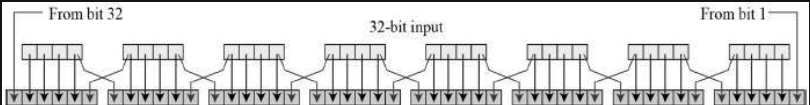 From bit 32
From bit 1
32-bit input